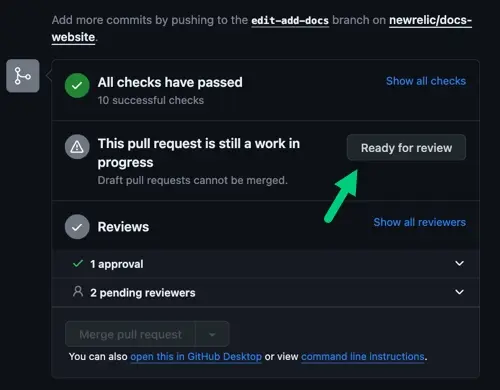 Add more commits by pushing to the edit-add-docs branch on newrelic/docs-
website.
All checks have passed
Show all checks
10 successful checks
This pull request is still a work in
progress
Ready for review
Draft pull requests cannot be merged.
Reviews
Show all reviewers
1 approval
2 pending reviewers
Merge pull request
You can also open this in GitHub Desktop or view command line instructions.